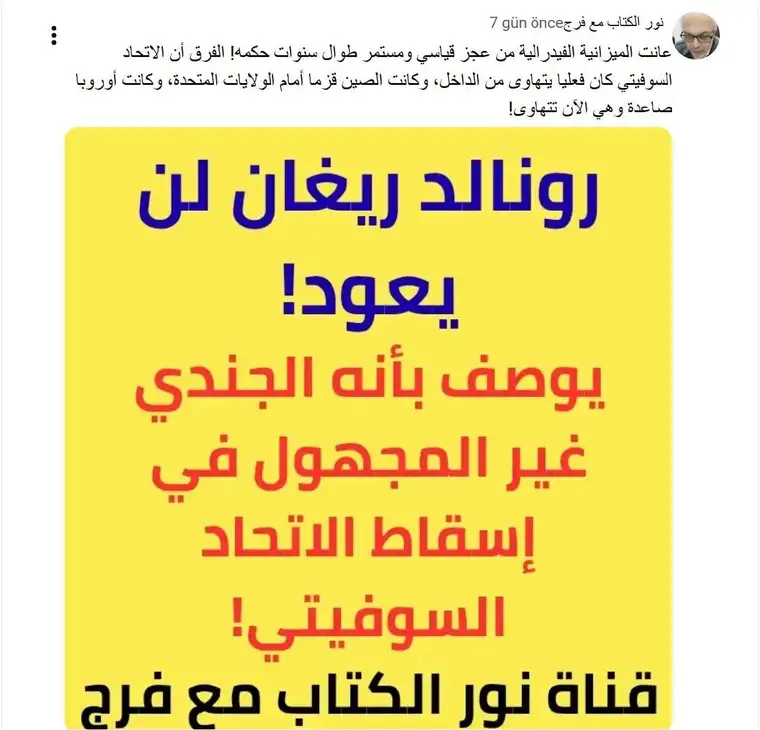 نور الكتاب مع فرج7 gün önce
عانت الميزانية الفيدرالية من عجز قياسي ومستمر طوال سنوات حكمه! الفرق أن الاتحاد
السوفيتي كان فعليا يتهاوى من الداخل، وكانت الصين قزما أمام الولايات المتحدة، وكانت أوروبا
صاعدة وهي الآن تتهاوى!
رونالد ريغان لن
يعود!
يوصف بأنه الجندي
غير المجهول في
إسقاط الاتحاد
السوفيتي!
قناة نور الكتاب مع فرج